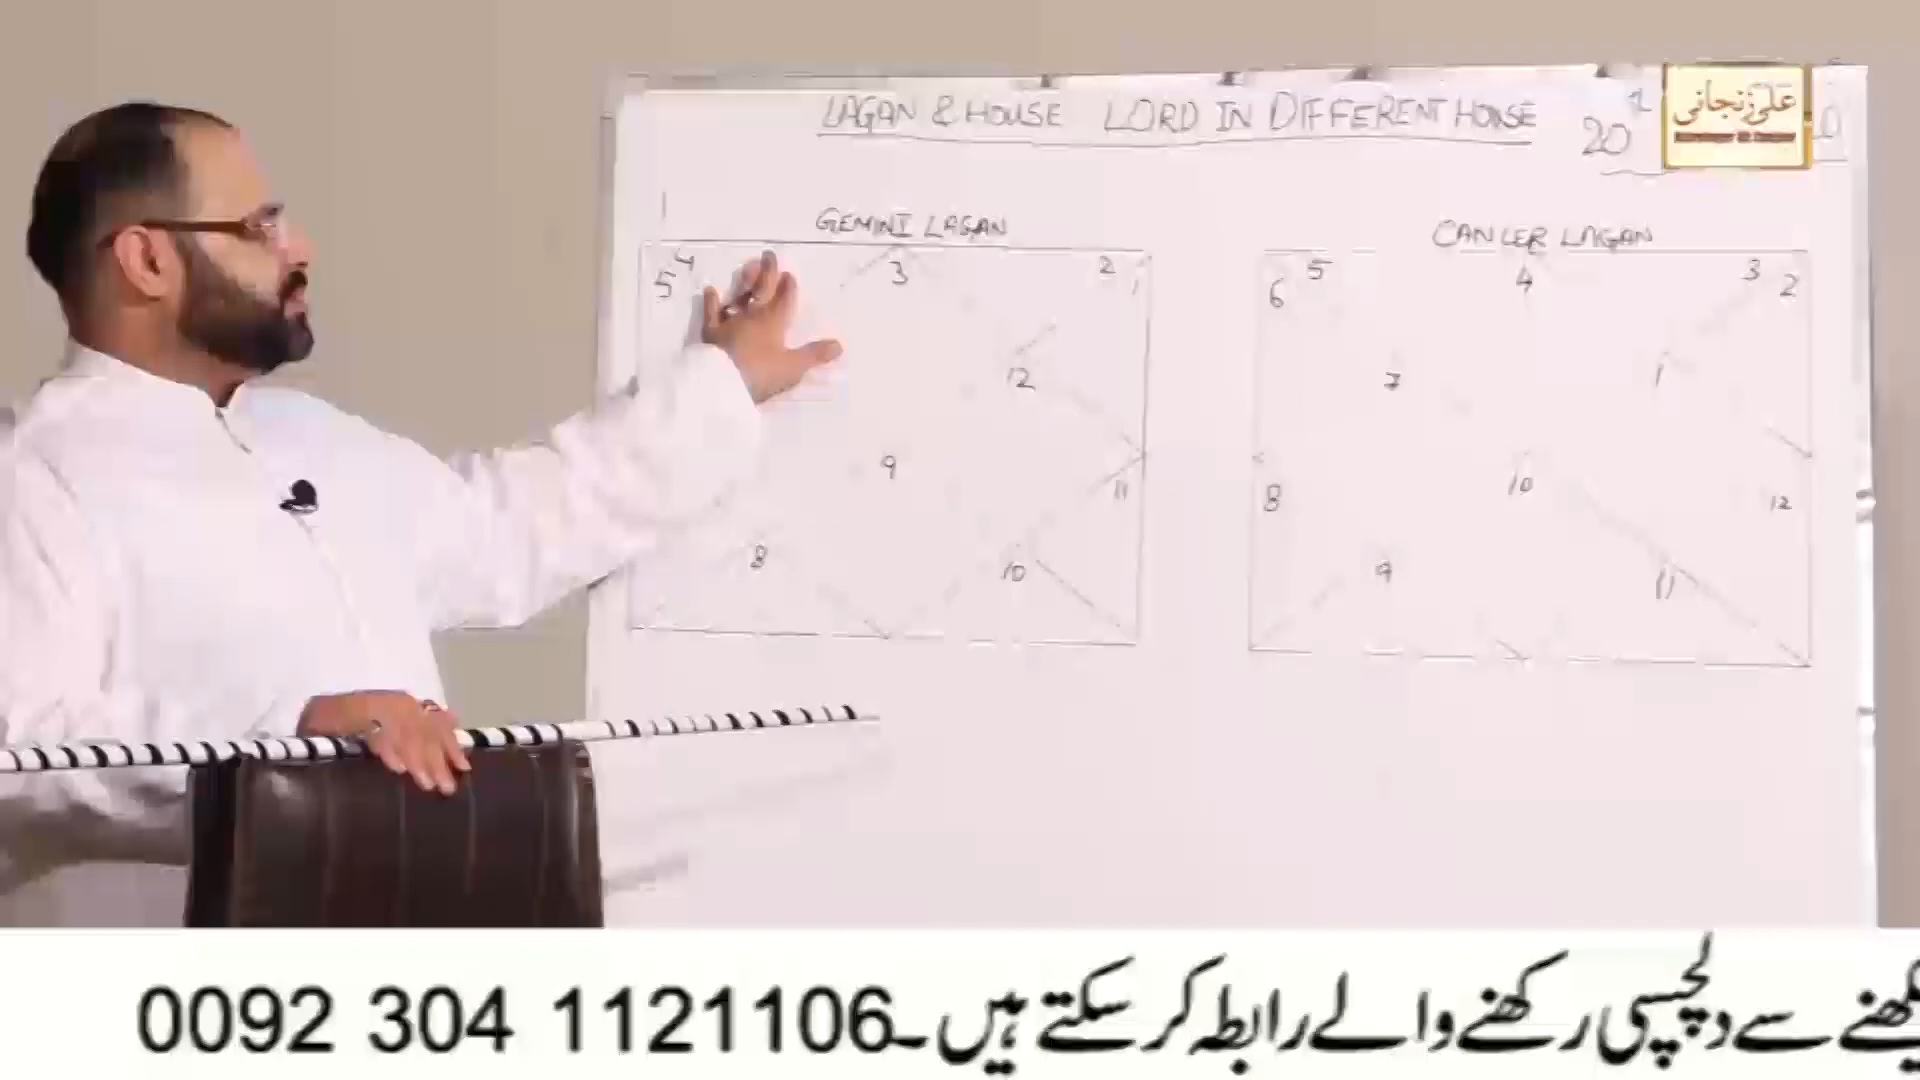 LAGAN & HOUSE LORD IN DIFFERENT HOUSE
20
علی زنجانی
GEMINI LAGAN
CANCER LAGAN
4 3 2
5 1
12
9
11
8 10
5 4 3
6 2
7 1
8 10 12
9 11
سے دلچسپی رکھنے والے رابطہ کر سکتے ہیں۔ 0092 304 1121106